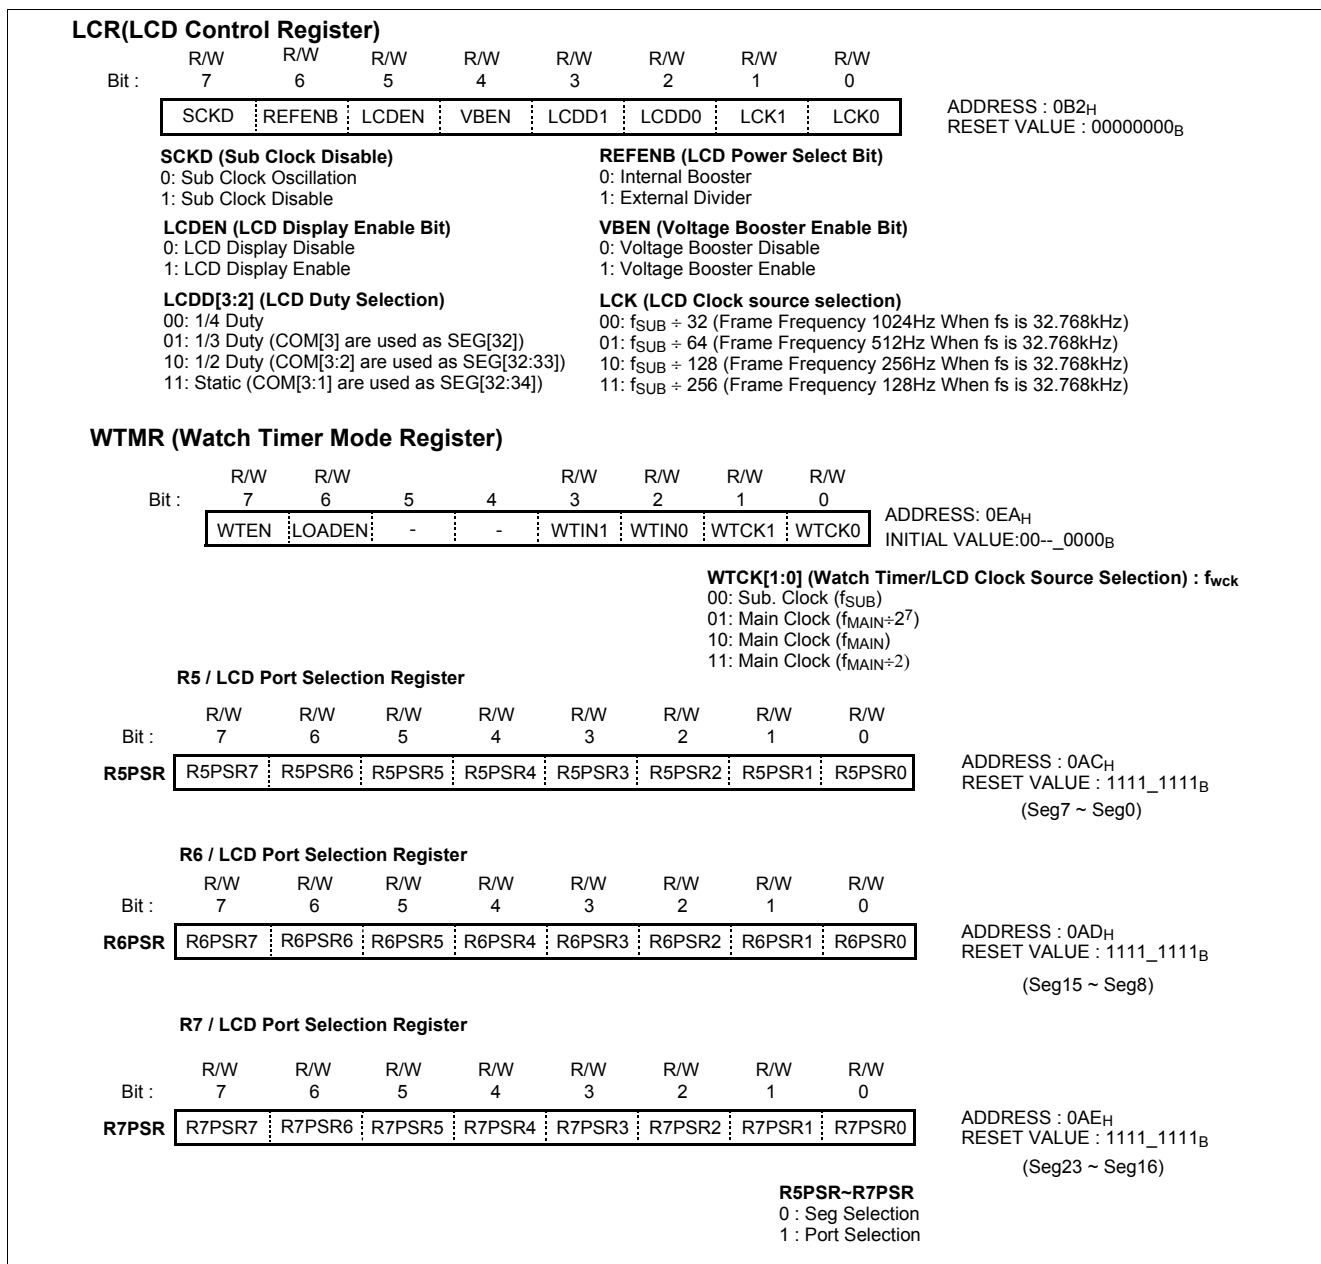 LCR(LCD Control Register)
R/W R/W R/W R/W R/W R/W R/W R/W
Bit : 7 6 5 4 3 2 1 0
SCKD REFENB LCDEN VBEN LCDD1 LCDD0 LCK1 LCK0
ADDRESS : 0B2H
RESET VALUE : 00000000B
SCKD (Sub Clock Disable)
0: Sub Clock Oscillation
1: Sub Clock Disable
REFENB (LCD Power Select Bit)
0: Internal Booster
1: External Divider
LCDEN (LCD Display Enable Bit)
0: LCD Display Disable
1: LCD Display Enable
VBEN (Voltage Booster Enable Bit)
0: Voltage Booster Disable
1: Voltage Booster Enable
LCDD[3:2] (LCD Duty Selection)
00: 1/4 Duty
01: 1/3 Duty (COM[3] are used as SEG[32])
10: 1/2 Duty (COM[3:2] are used as SEG[32:33])
11: Static (COM[3:1] are used as SEG[32:34])
LCK (LCD Clock source selection)
00: fSUB ÷ 32 (Frame Frequency 1024Hz When fs is 32.768kHz)
01: fSUB ÷ 64 (Frame Frequency 512Hz When fs is 32.768kHz)
10: fSUB ÷ 128 (Frame Frequency 256Hz When fs is 32.768kHz)
11: fSUB ÷ 256 (Frame Frequency 128Hz When fs is 32.768kHz)
WTMR (Watch Timer Mode Register)
R/W R/W R/W R/W R/W R/W
Bit : 7 6 5 4 3 2 1 0
WTEN LOADEN - - WTIN1 WTIN0 WTCK1 WTCK0
ADDRESS: 0EAH
INITIAL VALUE:00--_0000B
WTCK[1:0] (Watch Timer/LCD Clock Source Selection) : fwck
00: Sub. Clock (fSUB)
01: Main Clock (fMAIN÷2⁷)
10: Main Clock (fMAIN)
11: Main Clock (fMAIN÷2)
R5 / LCD Port Selection Register
R/W R/W R/W R/W R/W R/W R/W R/W
Bit : 7 6 5 4 3 2 1 0
R5PSR R5PSR7 R5PSR6 R5PSR5 R5PSR4 R5PSR3 R5PSR2 R5PSR1 R5PSR0
ADDRESS : 0ACH
RESET VALUE : 1111_1111B
(Seg7 ~ Seg0)
R6 / LCD Port Selection Register
R/W R/W R/W R/W R/W R/W R/W R/W
Bit : 7 6 5 4 3 2 1 0
R6PSR R6PSR7 R6PSR6 R6PSR5 R6PSR4 R6PSR3 R6PSR2 R6PSR1 R6PSR0
ADDRESS : 0ADH
RESET VALUE : 1111_1111B
(Seg15 ~ Seg8)
R7 / LCD Port Selection Register
R/W R/W R/W R/W R/W R/W R/W R/W
Bit : 7 6 5 4 3 2 1 0
R7PSR R7PSR7 R7PSR6 R7PSR5 R7PSR4 R7PSR3 R7PSR2 R7PSR1 R7PSR0
ADDRESS : 0AEH
RESET VALUE : 1111_1111B
(Seg23 ~ Seg16)
R5PSR~R7PSR
0 : Seg Selection
1 : Port Selection